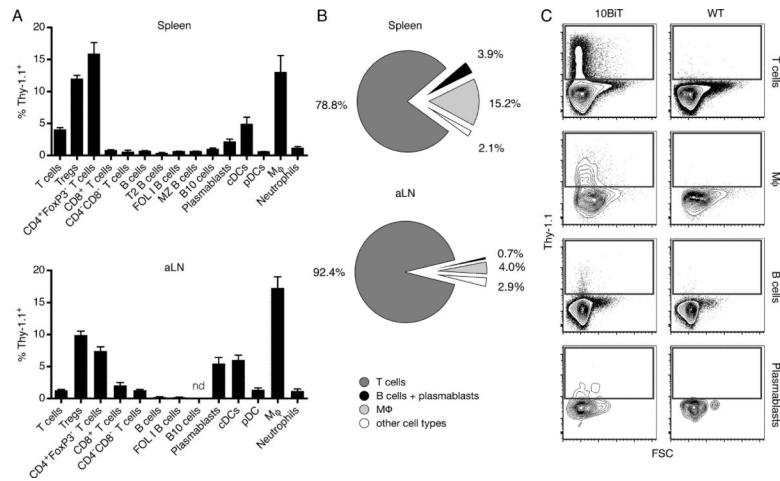 A
Spleen
% Thy-1.1⁺
20
15
10
5
0
T cells
Tregs
CD4⁺FoxP3⁻ T cells
CD8⁺ T cells
CD4⁻CD8⁻ T cells
B cells
T2 B cells
FOL I B cells
MZ B cells
B10 cells
Plasmablasts
cDCs
pDCs
Mφ
Neutrophils
aLN
% Thy-1.1⁺
20
15
10
5
0
nd
T cells
Tregs
CD4⁺FoxP3⁻ T cells
CD8⁺ T cells
CD4⁻CD8⁻ T cells
B cells
FOL I B cells
B10 cells
Plasmablasts
cDCs
pDC
Mφ
Neutrophils
B
Spleen
3.9%
78.8%
15.2%
2.1%
aLN
0.7%
92.4%
4.0%
2.9%
T cells
B cells + plasmablasts
MΦ
other cell types
C
10BiT
WT
T cells
Mφ
B cells
Plasmablasts
Thy-1.1
FSC